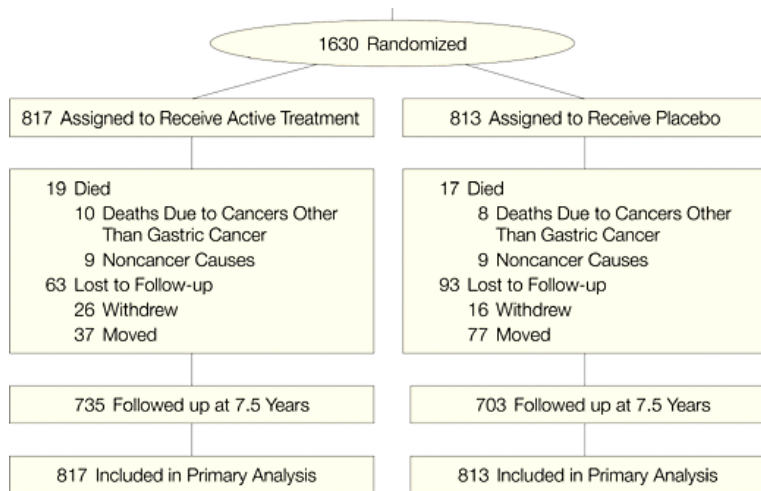 1630 Randomized
817 Assigned to Receive Active Treatment
813 Assigned to Receive Placebo
19 Died
10 Deaths Due to Cancers Other
Than Gastric Cancer
9 Noncancer Causes
63 Lost to Follow-up
26 Withdrew
37 Moved
17 Died
8 Deaths Due to Cancers Other
Than Gastric Cancer
9 Noncancer Causes
93 Lost to Follow-up
16 Withdrew
77 Moved
735 Followed up at 7.5 Years
703 Followed up at 7.5 Years
817 Included in Primary Analysis
813 Included in Primary Analysis